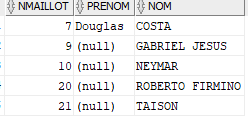 NMAILLOT PRENOM NOM
7 Douglas COSTA
9 (null) GABRIEL JESUS
10 (null) NEYMAR
20 (null) ROBERTO FIRMINO
21 (null) TAISON